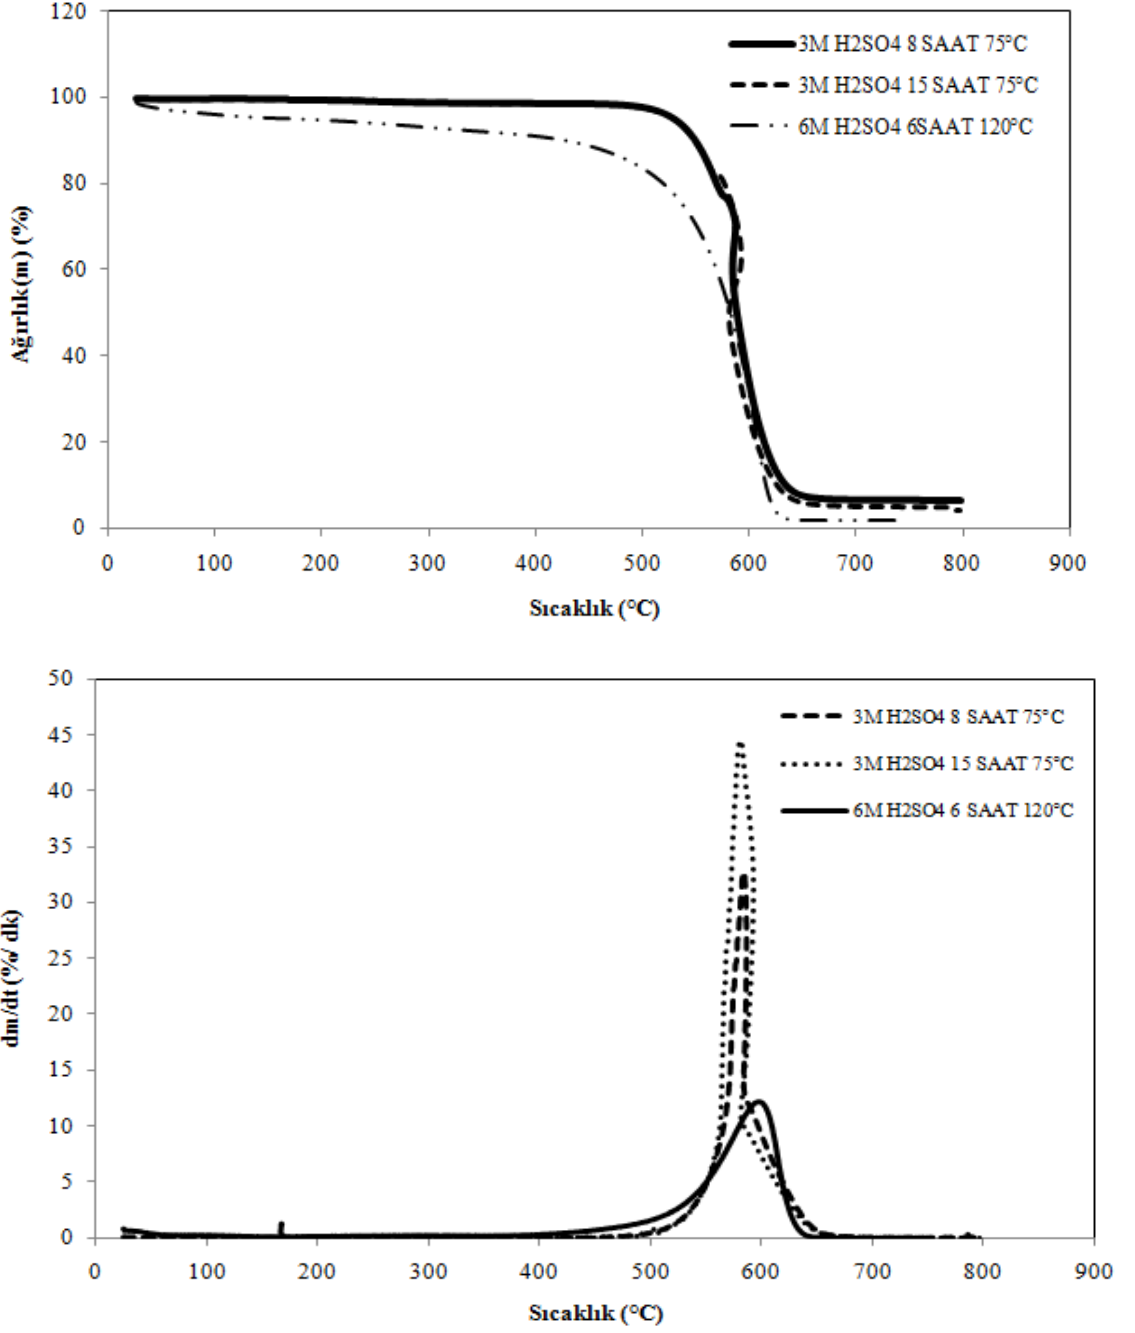 120
100
80
60
40
20
0
Ağırlık(m) (%)
3M H2SO4 8 SAAT 75°C
3M H2SO4 15 SAAT 75°C
6M H2SO4 6SAAT 120°C
0 100 200 300 400 500 600 700 800 900
Sıcaklık (°C)
50
45
40
35
30
25
20
15
10
5
0
dm/dt (%/ dk)
3M H2SO4 8 SAAT 75°C
3M H2SO4 15 SAAT 75°C
6M H2SO4 6 SAAT 120°C
0 100 200 300 400 500 600 700 800 900
Sıcaklık (°C)